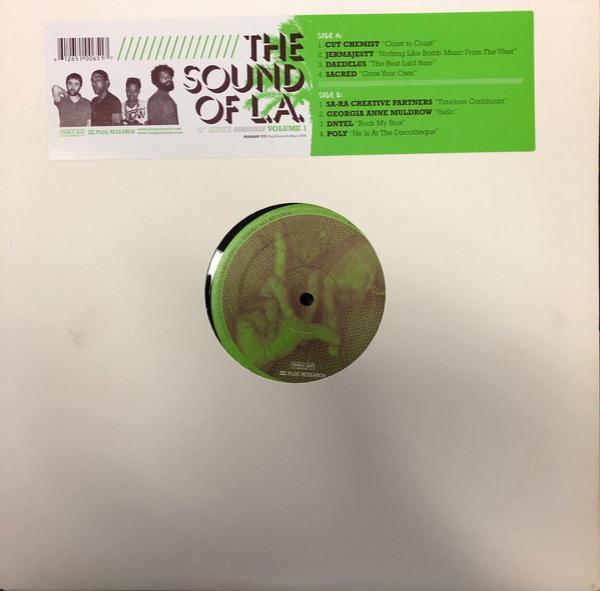 THE
SOUND
OF L.A.
12" SERIES VOLUME 1
SIDE A:
1. CUT CHEMIST "Coast to Coast"
2. JERMAJESTY "Nothing Like Bomb Music From The West"
3. DAEDELUS "The Best Laid Bare"
4. SACRED "Grow Your Own"
SIDE B:
1. SA-RA CREATIVE PARTNERS "Timeless Continuum"
2. GEORGIA ANNE MULDROW "Hello"
3. DNTEL "Rock My Boat"
4. POLY "He Is At The Discotheque"
PLUG RESEARCH
PLUG RESEARCH